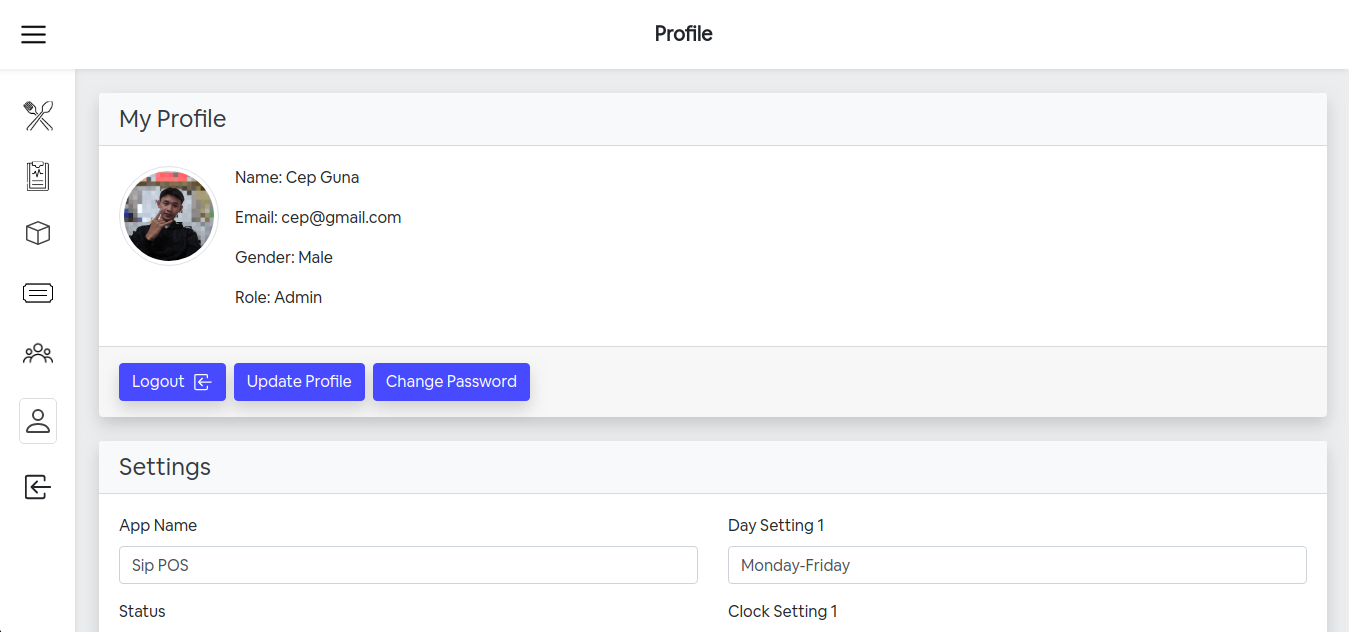 Profile
My Profile
Name: Cep Guna
Email: cep@gmail.com
Gender: Male
Role: Admin
Logout
Update Profile
Change Password
Settings
App Name
Day Setting 1
Sip POS
Monday-Friday
Status
Clock Setting 1